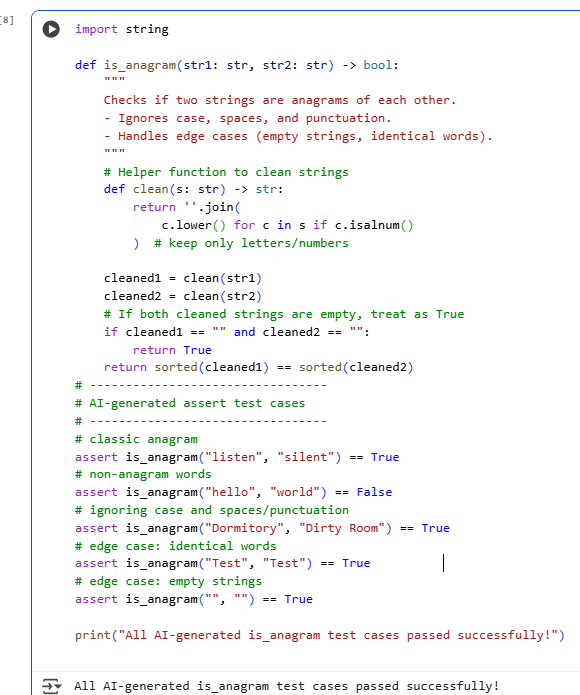 [8]
import string
def is_anagram(str1: str, str2: str) -> bool:
"""
Checks if two strings are anagrams of each other.
- Ignores case, spaces, and punctuation.
- Handles edge cases (empty strings, identical words).
"""
# Helper function to clean strings
def clean(s: str) -> str:
return ''.join(
c.lower() for c in s if c.isalnum()
)  # keep only letters/numbers
cleaned1 = clean(str1)
cleaned2 = clean(str2)
# If both cleaned strings are empty, treat as True
if cleaned1 == "" and cleaned2 == "":
return True
return sorted(cleaned1) == sorted(cleaned2)
# --------------------------------
# AI-generated assert test cases
# --------------------------------
# classic anagram
assert is_anagram("listen", "silent") == True
# non-anagram words
assert is_anagram("hello", "world") == False
# ignoring case and spaces/punctuation
assert is_anagram("Dormitory", "Dirty Room") == True
# edge case: identical words
assert is_anagram("Test", "Test") == True
# edge case: empty strings
assert is_anagram("", "") == True
print("All AI-generated is_anagram test cases passed successfully!")
All AI-generated is_anagram test cases passed successfully!